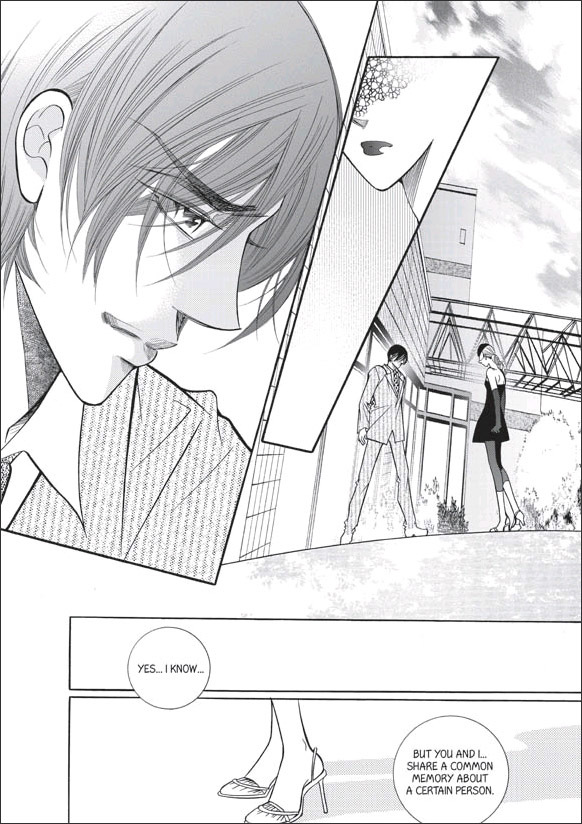 YES... I KNOW...
BUT YOU AND I...
SHARE A COMMON
MEMORY ABOUT
A CERTAIN PERSON.